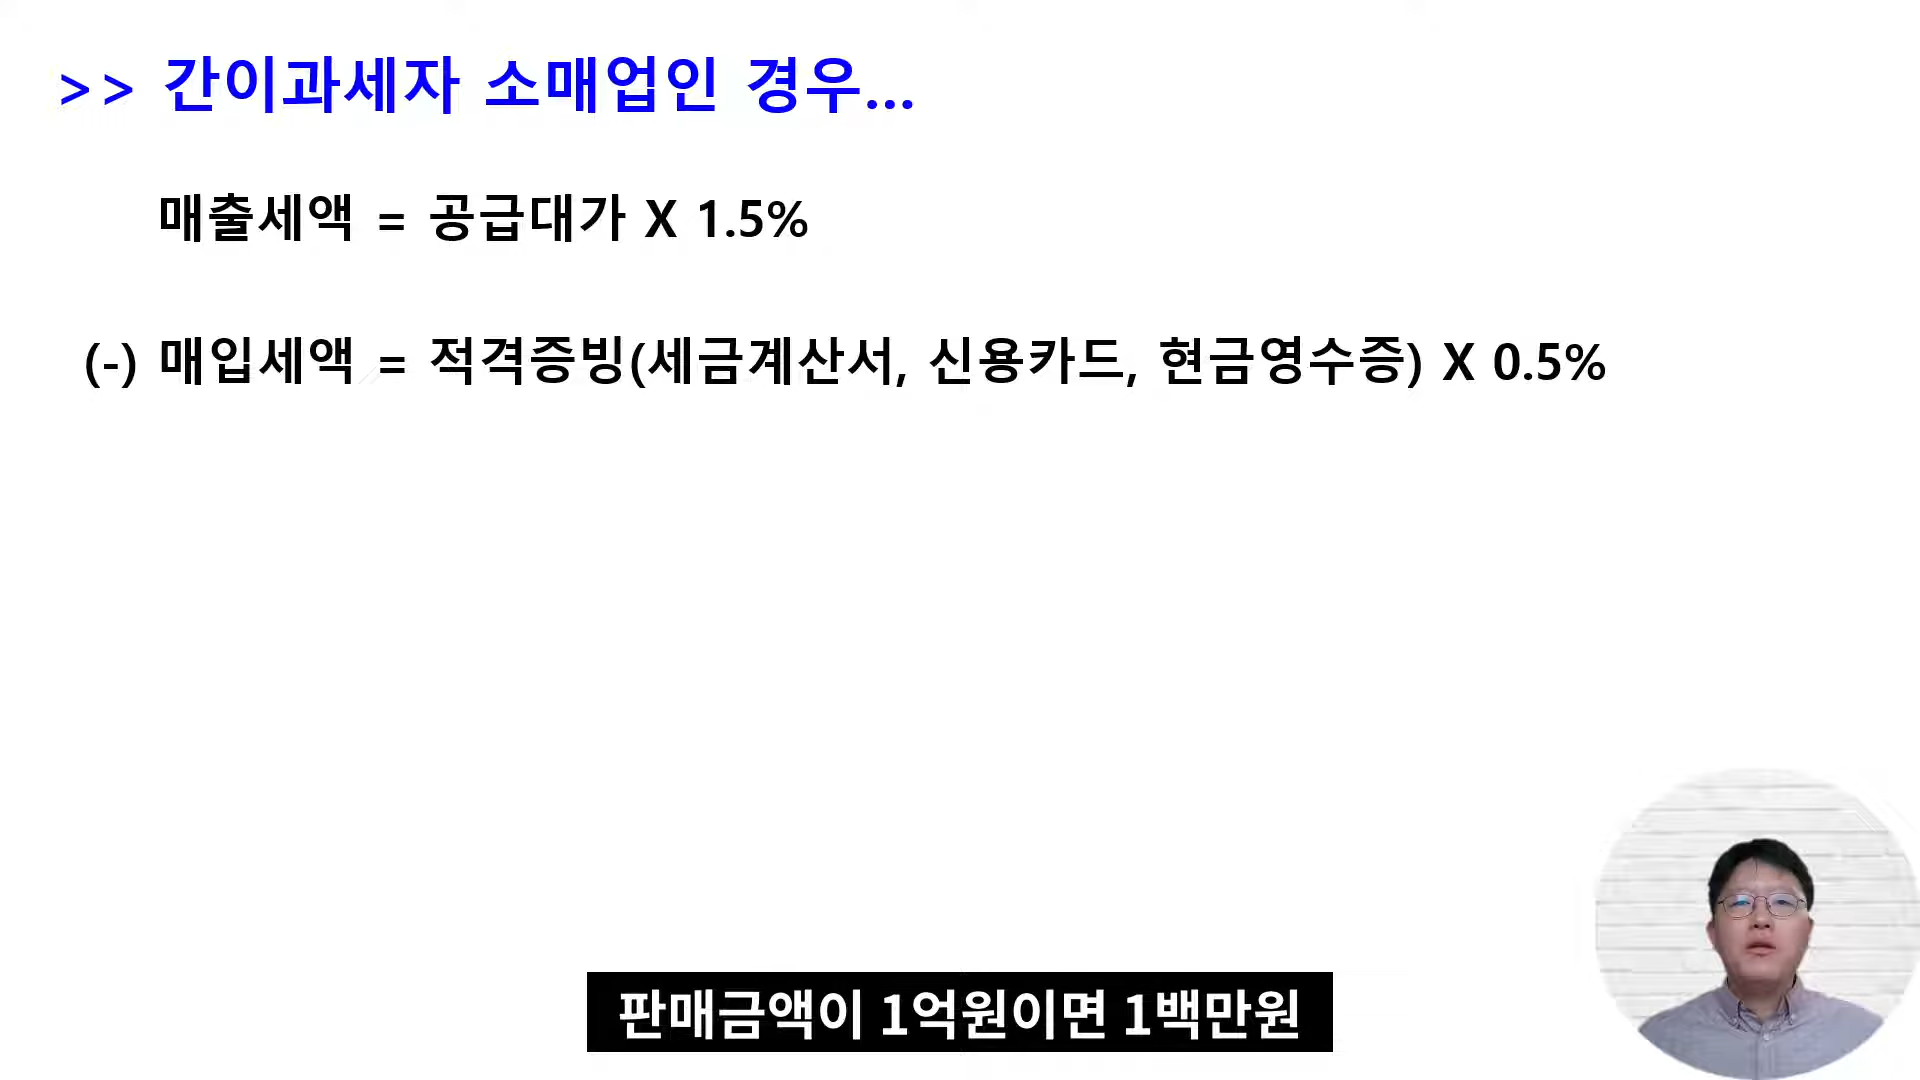 >> 간이과세자 소매업인 경우...
매출세액 = 공급대가 X 1.5%
(-) 매입세액 = 적격증빙(세금계산서, 신용카드, 현금영수증) X 0.5%
판매금액이 1억원이면 1백만원